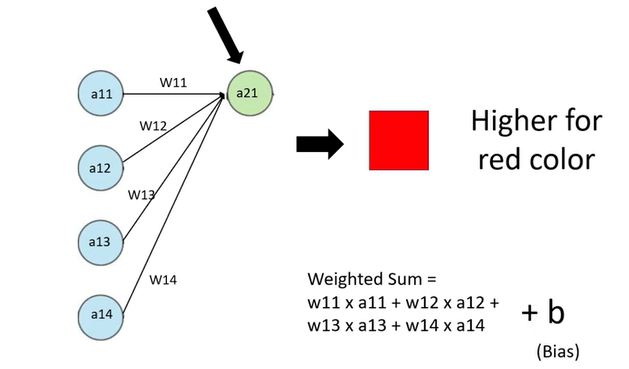 a11
W11
a21
W12
a12
W13
a13
W14
a14
Higher for
red color
Weighted Sum =
w11 x a11 + w12 x a12 +
w13 x a13 + w14 x a14
+ b
(Bias)